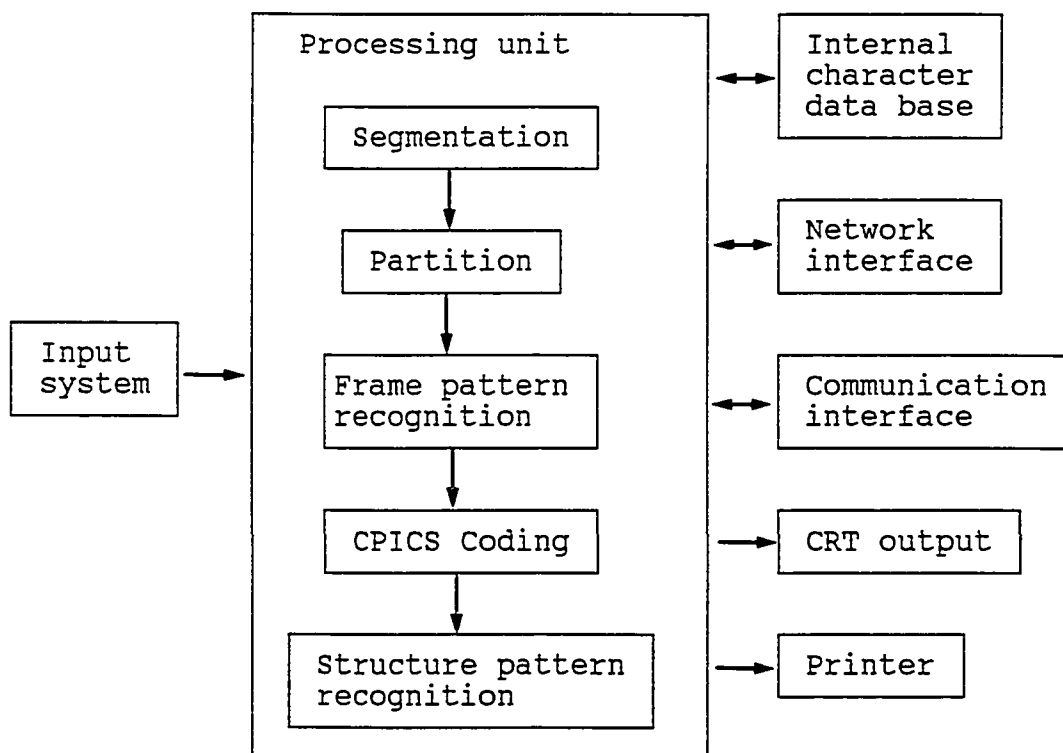 Processing unit
Segmentation
Partition
Frame pattern
recognition
CPICS Coding
Structure pattern
recognition
Input
system
Internal
character
data base
Network
interface
Communication
interface
CRT output
Printer